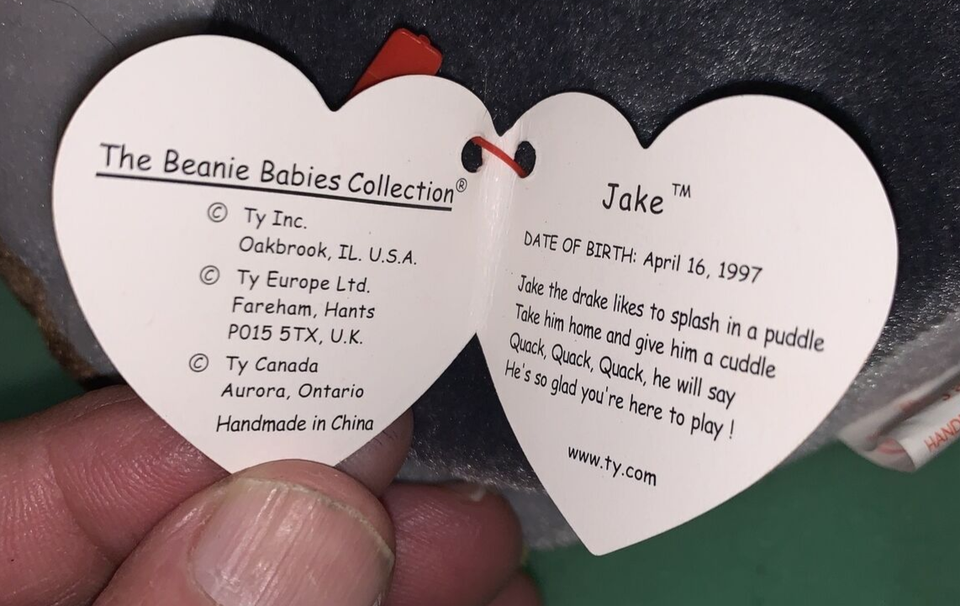 The Beanie Babies Collection®
© Ty Inc.
Oakbrook, IL. U.S.A.
© Ty Europe Ltd.
Fareham, Hants
P015 5TX, U.K.
© Ty Canada
Aurora, Ontario
Handmade in China
Jake™
DATE OF BIRTH: April 16, 1997
Jake the drake likes to splash in a puddle
Take him home and give him a cuddle
Quack, Quack, Quack, he will say
He's so glad you're here to play !
www.ty.com